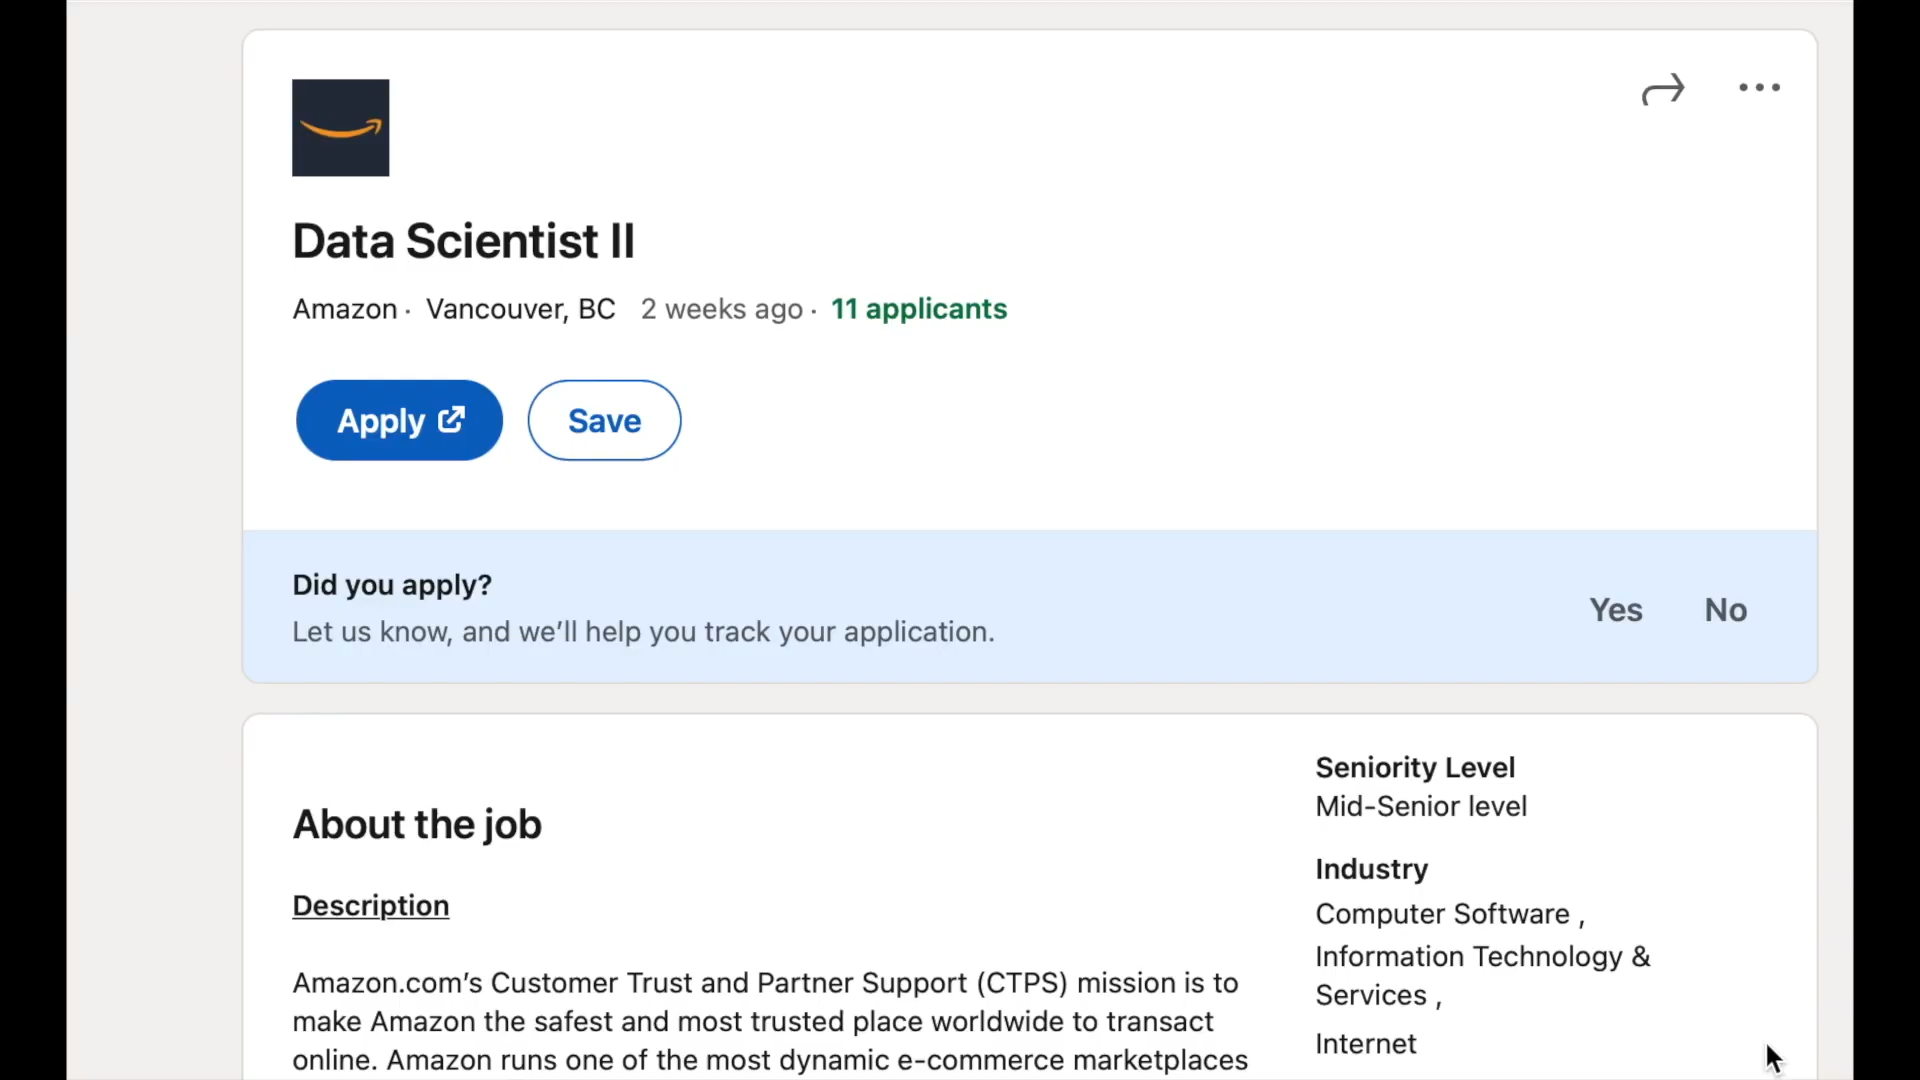 Data Scientist II
Amazon · Vancouver, BC 2 weeks ago · 11 applicants
Apply
Save
Did you apply?
Let us know, and we’ll help you track your application.
Yes
No
About the job
Description
Amazon.com’s Customer Trust and Partner Support (CTPS) mission is to
make Amazon the safest and most trusted place worldwide to transact
online. Amazon runs one of the most dynamic e-commerce marketplaces
Seniority Level
Mid-Senior level
Industry
Computer Software ,
Information Technology &
Services ,
Internet